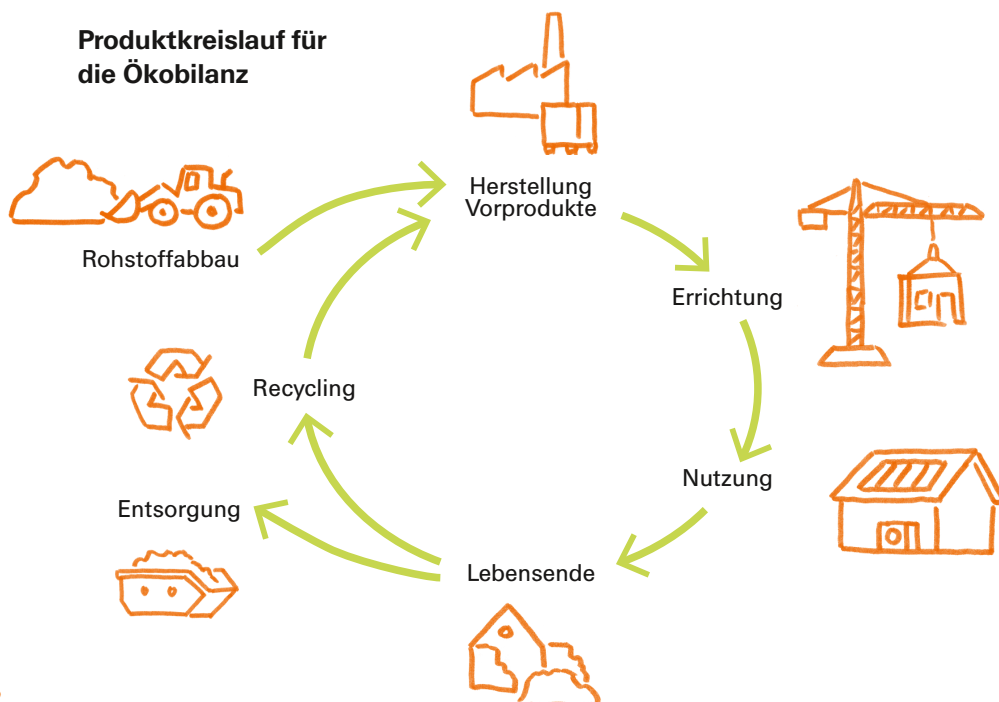 Produktkreislauf für
die Ökobilanz
Herstellung
Vorprodukte
Rohstoffabbau
Errichtung
Recycling
Nutzung
Entsorgung
Lebensende